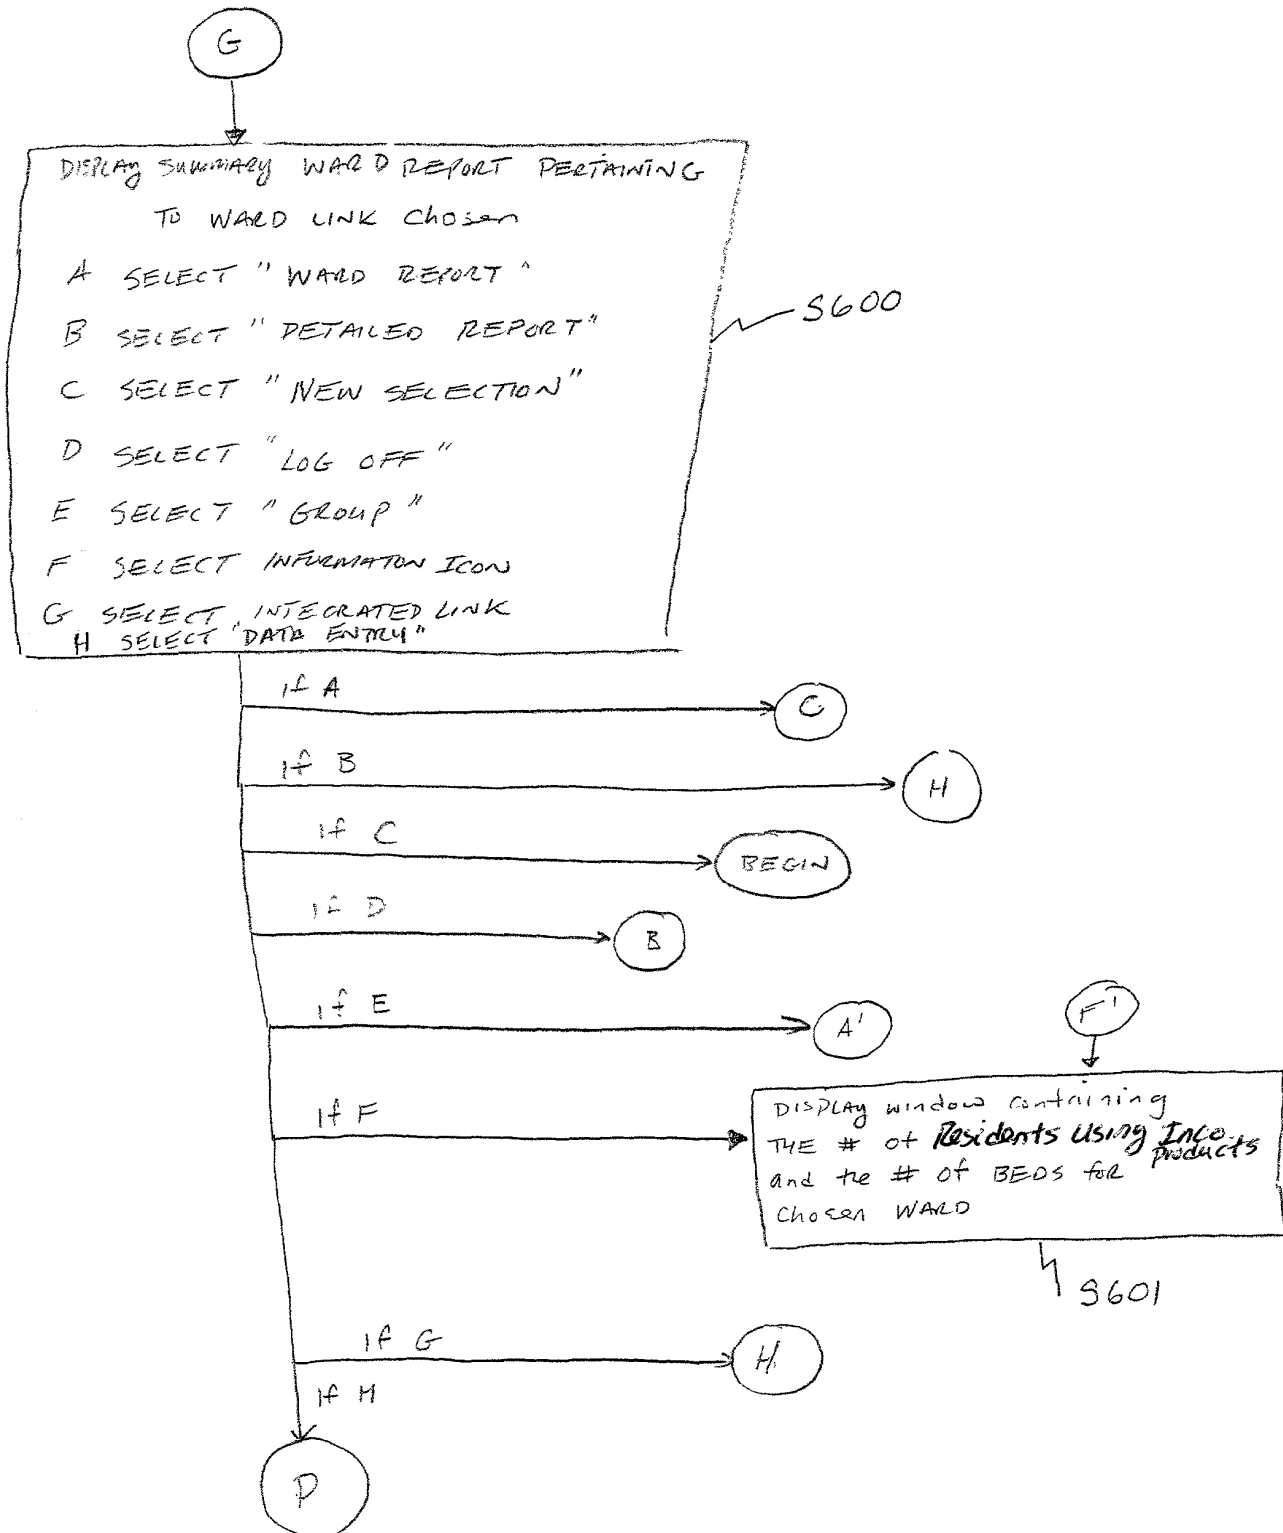 G
DISPLAY SUMMARY WARD REPORT PERTAINING
TO WARD LINK Chosen
A SELECT "WARD REPORT"
B SELECT "DETAILED REPORT"
C SELECT "NEW SELECTION"
D SELECT "LOG OFF"
E SELECT "GROUP"
F SELECT INFORMATON ICON
G SELECT INTEGRATED LINK
H SELECT "DATA ENTRY"
S600
if A
C
if B
H
if C
BEGIN
if D
B
if E
A'
F'
if F
DISPLAY window containing
THE # of Residents Using Inco products
and the # of BEDS for
Chosen WARD
S601
if G
H
if H
D